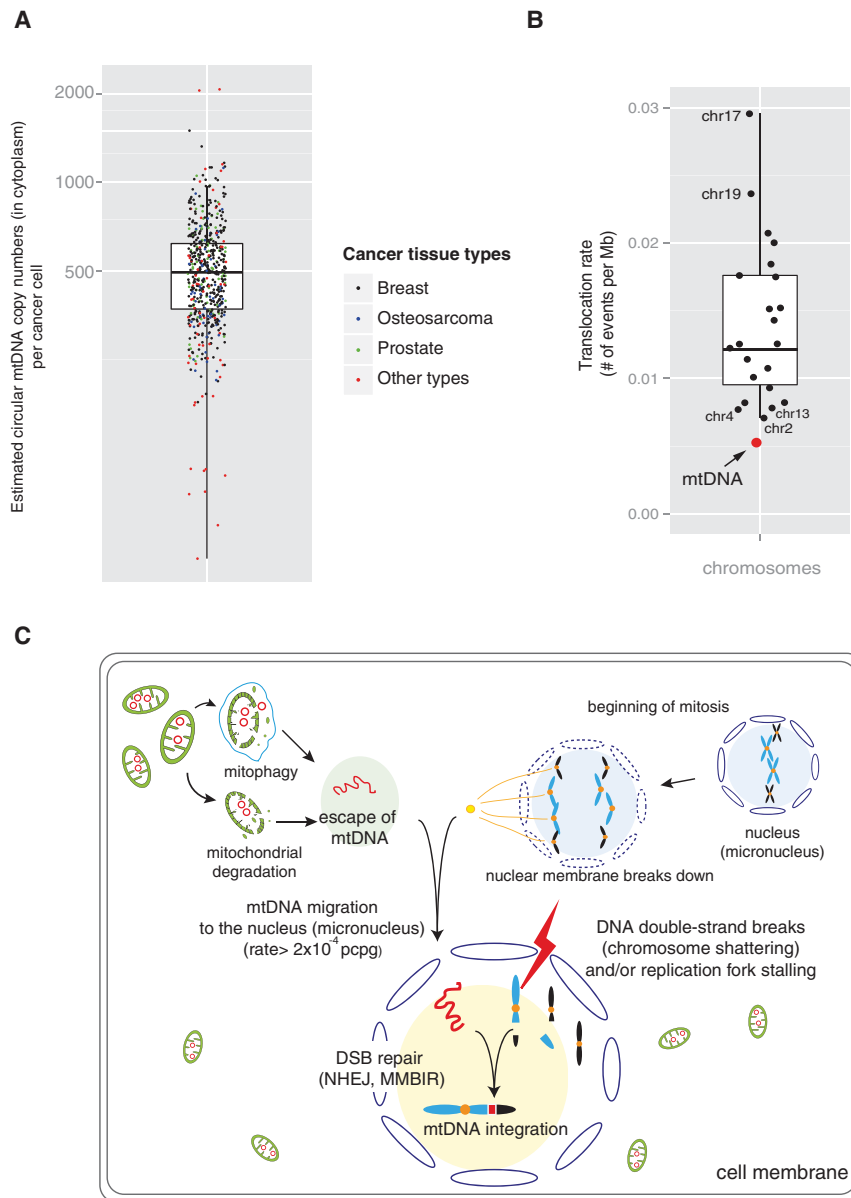 A
Estimated circular mtDNA copy numbers (in cytoplasm)
per cancer cell
2000
1000
500
Cancer tissue types
Breast
Osteosarcoma
Prostate
Other types
B
Translocation rate
(# of events per Mb)
0.03
0.02
0.01
0.00
chr17
chr19
chr4
chr13
chr2
mtDNA
chromosomes
C
beginning of mitosis
mitophagy
escape of
mtDNA
mitochondrial
degradation
nucleus
(micronucleus)
nuclear membrane breaks down
mtDNA migration
to the nucleus (micronucleus)
(rate> 2x10⁻⁴ pcpg)
DNA double-strand breaks
(chromosome shattering)
and/or replication fork stalling
DSB repair
(NHEJ, MMBIR)
mtDNA integration
cell membrane